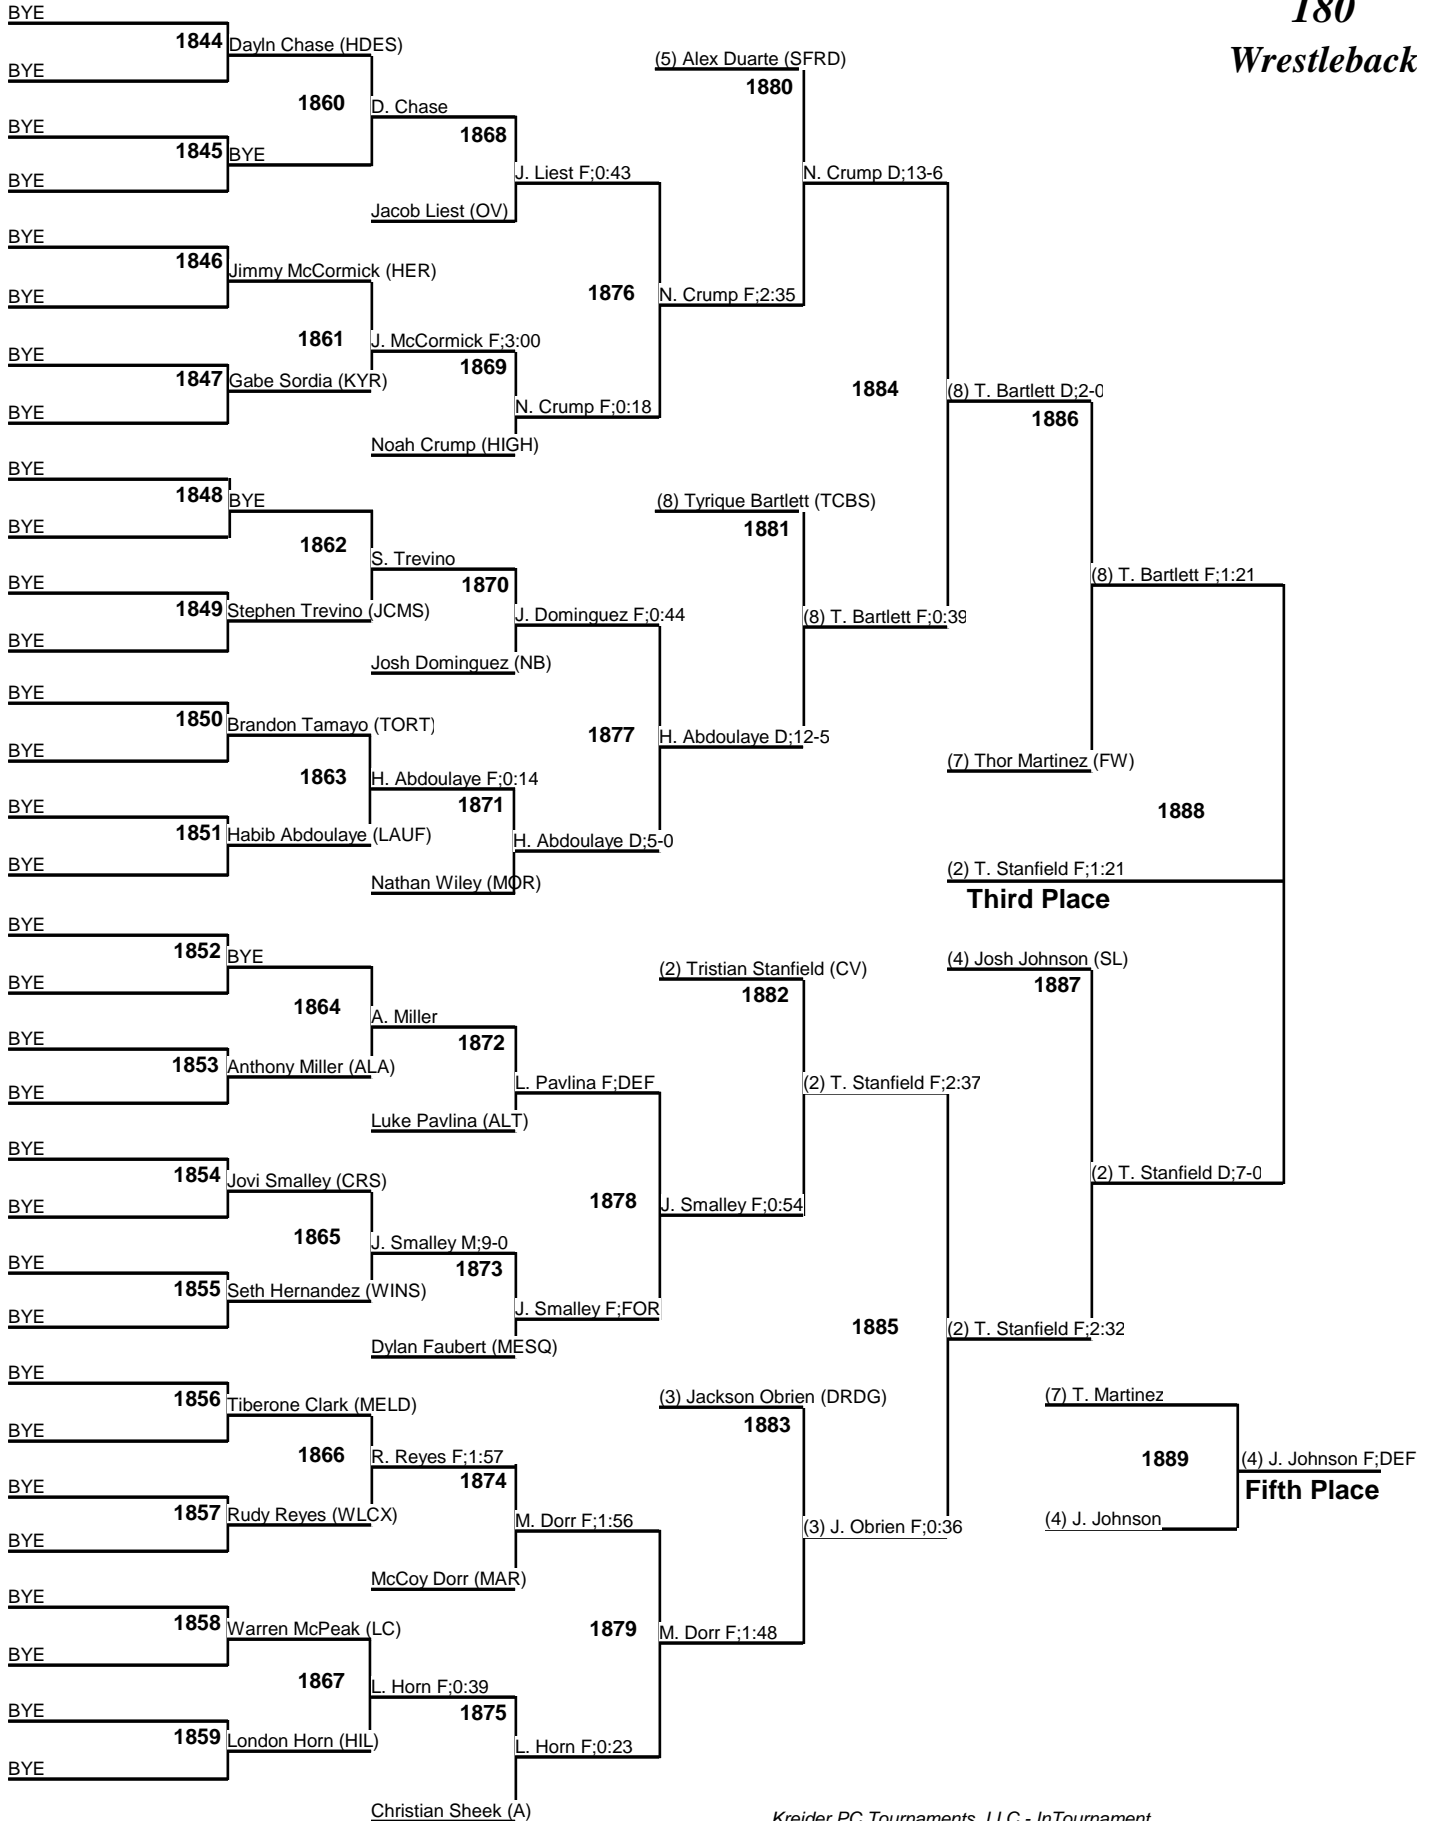 BYE
180
Wrestleback
1844 Dayln Chase (HDES)
(5) Alex Duarte (SFRD)
BYE
1880
1860 D. Chase
BYE
1868
1845 BYE
J. Liest F;0:43
N. Crump D;13-6
BYE
Jacob Liest (OV)
BYE
1846 Jimmy McCormick (HER)
BYE
1876 N. Crump F;2:35
1861 J. McCormick F;3:00
BYE
1869
1847 Gabe Sordia (KYR)
1884 (8) T. Bartlett D;2-0
BYE
N. Crump F;0:18
1886
Noah Crump (HIGH)
BYE
1848 BYE
(8) Tyrique Bartlett (TCBS)
BYE
1881
1862 S. Trevino
BYE
1870
(8) T. Bartlett F;1:21
1849 Stephen Trevino (JCMS)
J. Dominguez F;0:44
(8) T. Bartlett F;0:39
BYE
Josh Dominguez (NB)
BYE
1850 Brandon Tamayo (TORT)
1877 H. Abdoulaye D;12-5
BYE
(7) Thor Martinez (FW)
1863 H. Abdoulaye F;0:14
BYE
1871
1888
1851 Habib Abdoulaye (LAUF)
H. Abdoulaye D;5-0
BYE
(2) T. Stanfield F;1:21
Nathan Wiley (MOR)
Third Place
BYE
1852 BYE
(4) Josh Johnson (SL)
BYE
(2) Tristian Stanfield (CV)
1887
1882
1864 A. Miller
BYE
1872
1853 Anthony Miller (ALA)
L. Pavlina F;DEF
(2) T. Stanfield F;2:37
BYE
Luke Pavlina (ALT)
BYE
1854 Jovi Smalley (CRS)
(2) T. Stanfield D;7-0
BYE
1878 J. Smalley F;0:54
1865 J. Smalley M;9-0
BYE
1873
1855 Seth Hernandez (WINS)
J. Smalley F;FOR
BYE
1885 (2) T. Stanfield F;2:32
Dylan Faubert (MESQ)
BYE
1856 Tiberone Clark (MELD)
(3) Jackson Obrien (DRDG)
(7) T. Martinez
BYE
1883
1866 R. Reyes F;1:57
1889 (4) J. Johnson F;DEF
BYE
1874
Fifth Place
1857 Rudy Reyes (WLCX)
M. Dorr F;1:56
(3) J. Obrien F;0:36
(4) J. Johnson
BYE
McCoy Dorr (MAR)
BYE
1858 Warren McPeak (LC)
1879 M. Dorr F;1:48
BYE
1867 L. Horn F;0:39
BYE
1875
1859 London Horn (HIL)
L. Horn F;0:23
BYE
Christian Sheek (A)
Kreider PC Tournaments, LLC - InTournament